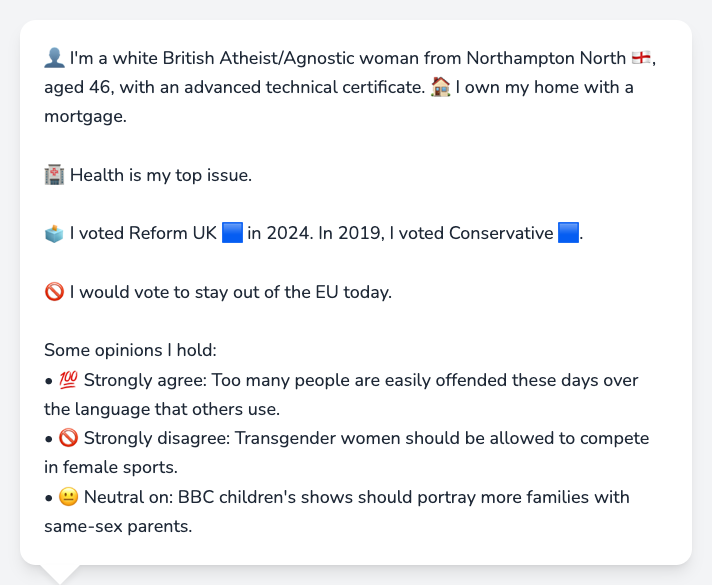 👤 I'm a white British Atheist/Agnostic woman from Northampton North 🏴󠁧󠁢󠁥󠁮󠁧󠁿,
aged 46, with an advanced technical certificate. 🏠 I own my home with a
mortgage.
🏥 Health is my top issue.
🗳️ I voted Reform UK 🟦 in 2024. In 2019, I voted Conservative 🟦.
🚫 I would vote to stay out of the EU today.
Some opinions I hold:
• 💯 Strongly agree: Too many people are easily offended these days over
the language that others use.
• 🚫 Strongly disagree: Transgender women should be allowed to compete
in female sports.
• 😐 Neutral on: BBC children's shows should portray more families with
same-sex parents.